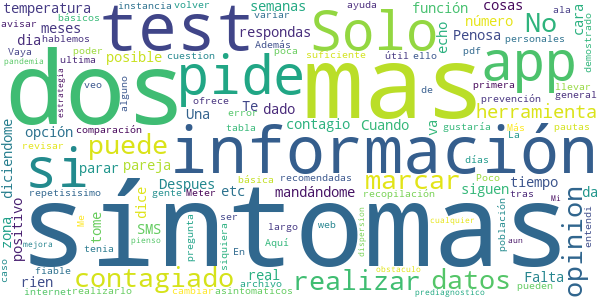 temperatura
instancia
volver
ayuda
variar
cosas
cara
ala
demostrado
básicos
test
Solo
función
No
avisar
meses
hablemos
respondas
número
echo
Penosa
personales
Vaya
poder
posible
Además
poca
útil
ello
Primera
pdf
llevar
pandemia
ultima
cuestion
suficiente
de
app
general
dos
pide
mas
estrategia
dia
veo
alguno
Te
dado
ofrece
error
contagio
Cuando
prevención
herramienta
opción
Una
tabla
gustaría
Más
pautas
comparación
va
La
revisar
puede
información
diciendome
si
parar
pareja
básica
días
marcar
gente
Meter
recomendadas
Poco
siguen
tiempo
da
repetisisimo
Despues
etc
mandándome
recopilación
Falta
opinion
zona
positivo
dice
SMS
tome
síntomas
caso
tenia
Me
ser
largo
web
tras
población
siquiera
En
Aquí
dispersion
cualquier
aun
entendi
Mi
mejora
fiable
pienso
pregunta
real
archivo
rien
contagiado
realizar
datos
pueden
internet
realizarlo
cambiar
asintomaticos
obstaculo
prediagnostico